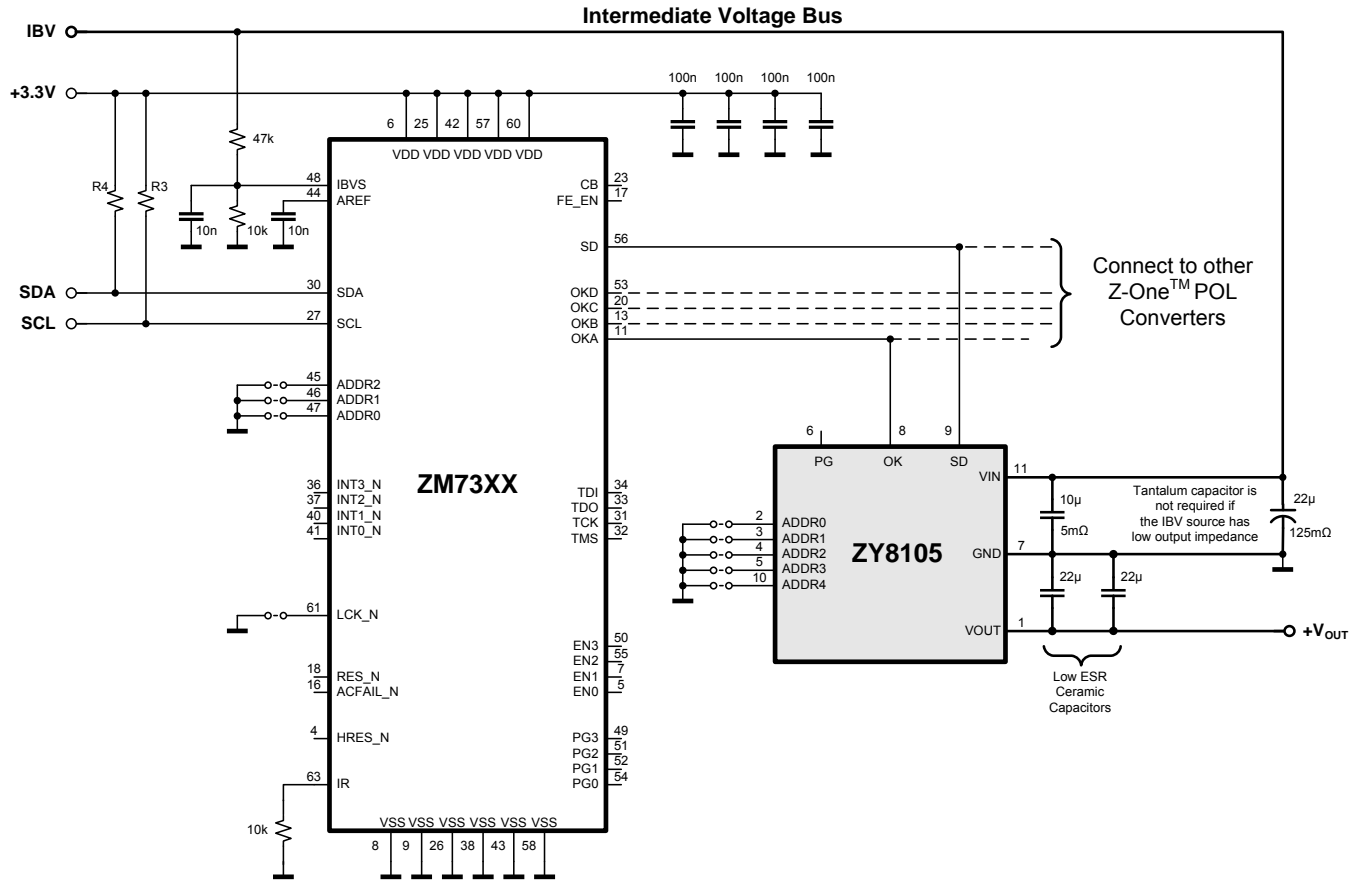 Intermediate Voltage Bus
IBV
+3.3V
100n 100n 100n 100n
6 25 42 57 60
VDD VDD VDD VDD VDD
47k
R4
R3
48 IBVS
44 AREF
10n
10k
10n
CB 23
FE_EN 17
SD 56
SDA
30 SDA
SCL
27 SCL
OKD 53
OKC 20
OKB 13
OKA 11
Connect to other
Z-One™ POL
Converters
45 ADDR2
46 ADDR1
47 ADDR0
ZM73XX
36 INT3_N
37 INT2_N
40 INT1_N
41 INT0_N
TDI 34
TDO 33
TCK 31
TMS 32
61 LCK_N
18 RES_N
16 ACFAIL_N
EN3 50
EN2 55
EN1 7
EN0 5
4 HRES_N
PG3 49
PG2 51
PG1 52
PG0 54
63 IR
10k
VSS VSS VSS VSS VSS VSS
8 9 26 38 43 58
6 8 9
PG OK SD
VIN 11
2 ADDR0
3 ADDR1
4 ADDR2
5 ADDR3
10 ADDR4
ZY8105
GND 7
VOUT 1
10µ
5mΩ
Tantalum capacitor is
not required if
the IBV source has
low output impedance
22µ
125mΩ
22µ
22µ
+VOUT
Low ESR
Ceramic
Capacitors